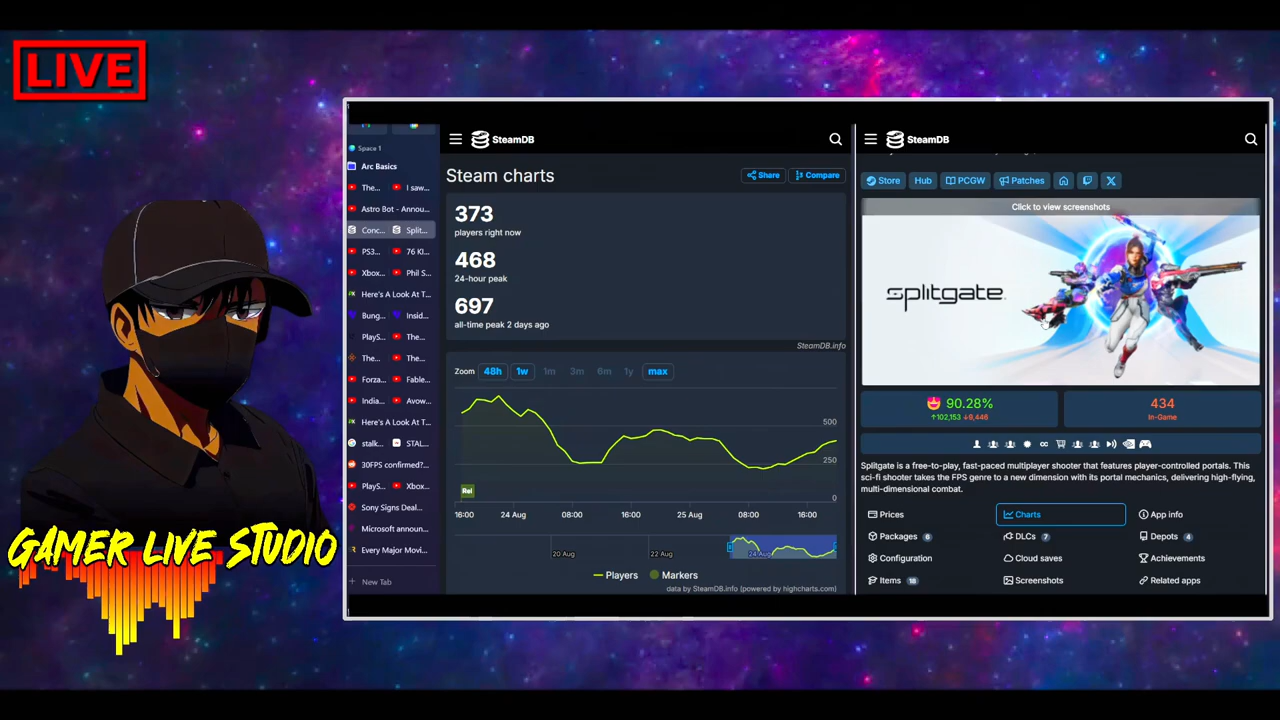 LIVE
GAMER LIVE STUDIO
Space 1
Arc Basics
The...
I saw...
Astro Bot - Annou...
Conc...
Split...
PS3...
76 Kl...
Xbox...
Phil S...
Here's A Look At T...
Bung...
Insid...
PlayS...
The...
The...
The...
Forza...
Fable...
India...
Avow...
Here's A Look At T...
stalk...
STAL...
30FPS confirmed?...
PlayS...
Xbox...
Sony Signs Deal...
Microsoft announ...
Every Major Movi...
+ New Tab
SteamDB
Steam charts
Share
Compare
373
players right now
468
24-hour peak
697
all-time peak 2 days ago
SteamDB.info
Zoom 48h 1w 1m 3m 6m 1y max
500
250
0
Rel
16:00 24 Aug 08:00 16:00 25 Aug 08:00 16:00
20 Aug 22 Aug 24 Aug
Players Markers
data by SteamDB.info (powered by highcharts.com)
SteamDB
Store Hub PCGW Patches X
Click to view screenshots
splitgate
90.28%
↑102,153 ↓9,446
434
In-Game
CC
Splitgate is a free-to-play, fast-paced multiplayer shooter that features player-controlled portals. This
sci-fi shooter takes the FPS genre to a new dimension with its portal mechanics, delivering high-flying,
multi-dimensional combat.
Prices Charts App info
Packages 6 DLCs 7 Depots 4
Configuration Cloud saves Achievements
Items 18 Screenshots Related apps